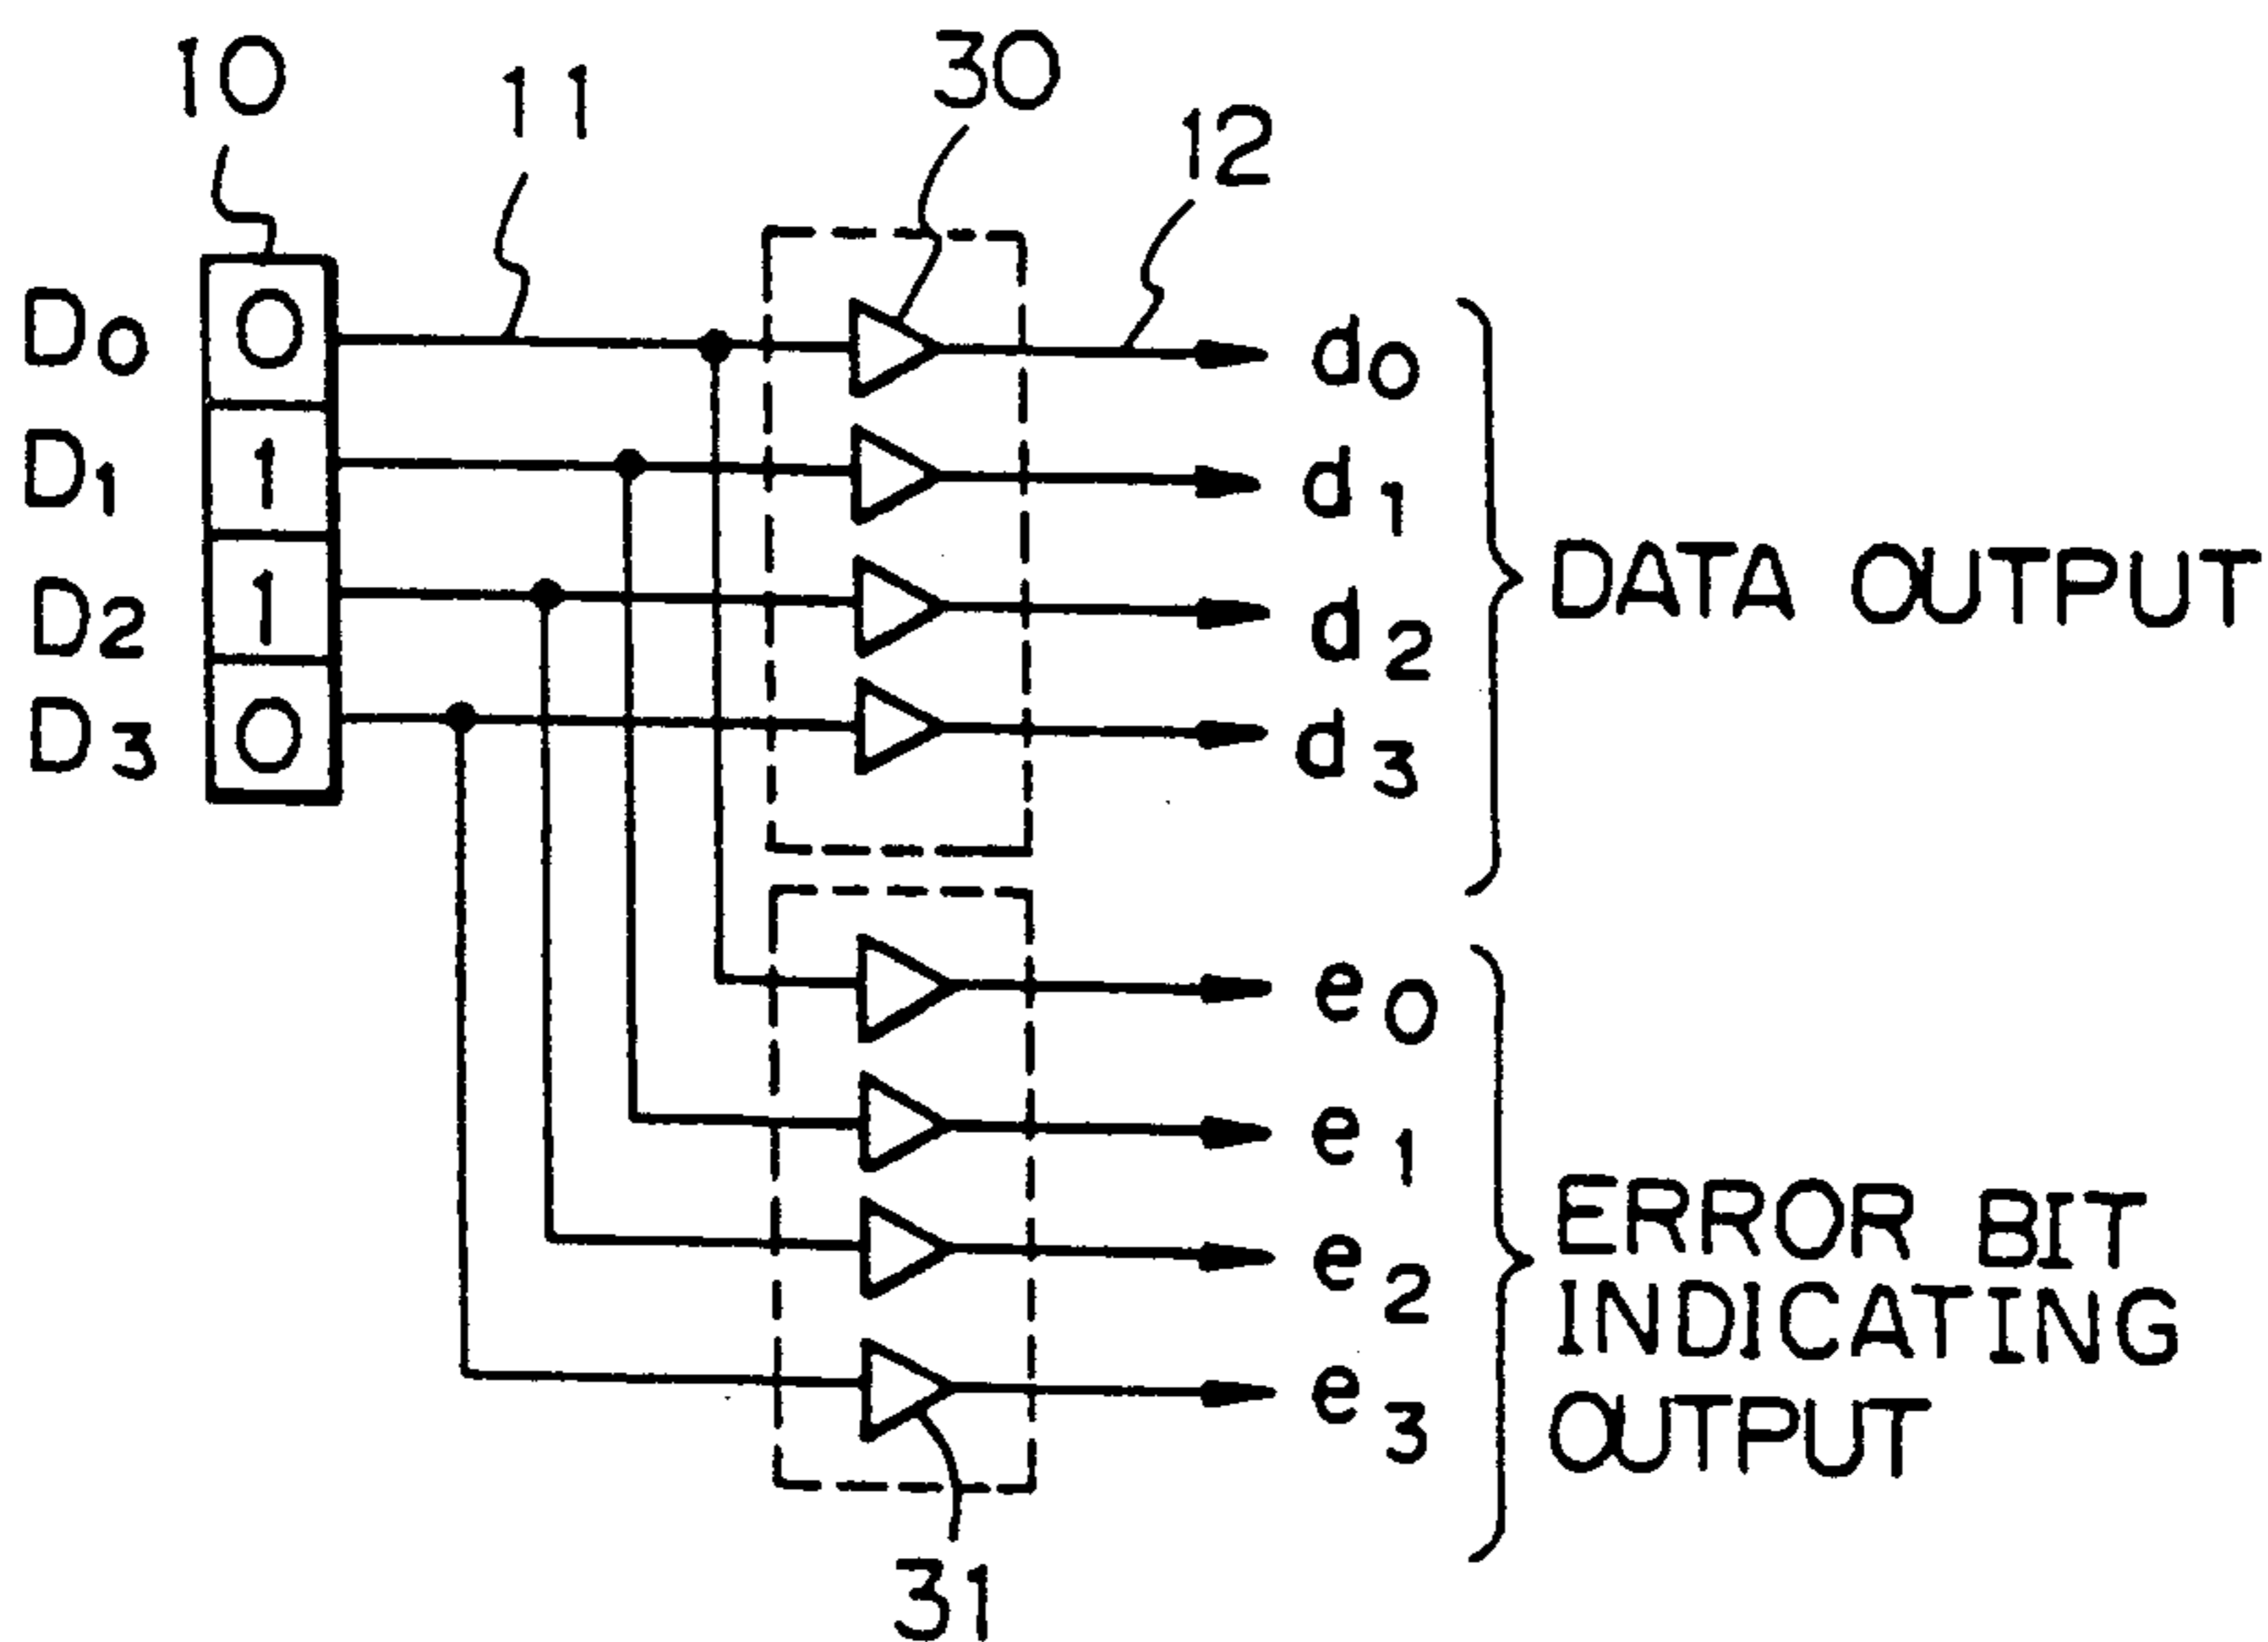 10
11
30
12
D0 0 d0
D1 1 d1
D2 1 d2
D3 0 d3
DATA OUTPUT
e0
e1
e2
e3
ERROR BIT
INDICATING
OUTPUT
31